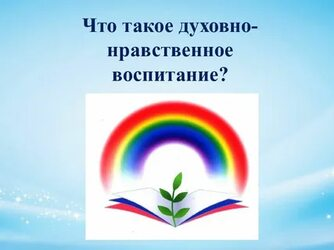 Что такое духовно-
нравственное
воспитание?